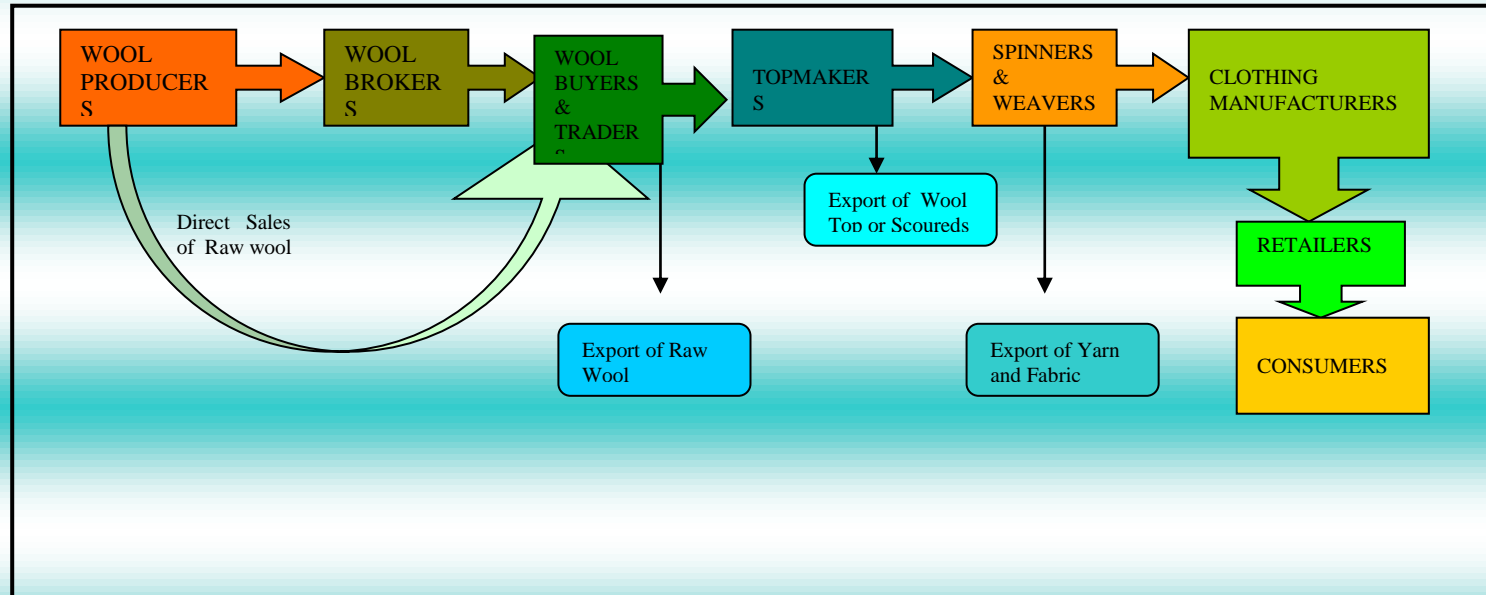 WOOL
PRODUCER
S
WOOL
BROKER
S
WOOL
BUYERS
&
TRADER
S
TOPMAKER
S
SPINNERS
&
WEAVERS
CLOTHING
MANUFACTURERS
Direct Sales
of Raw wool
Export of Wool
Top or Scoureds
RETAILERS
Export of Raw
Wool
Export of Yarn
and Fabric
CONSUMERS